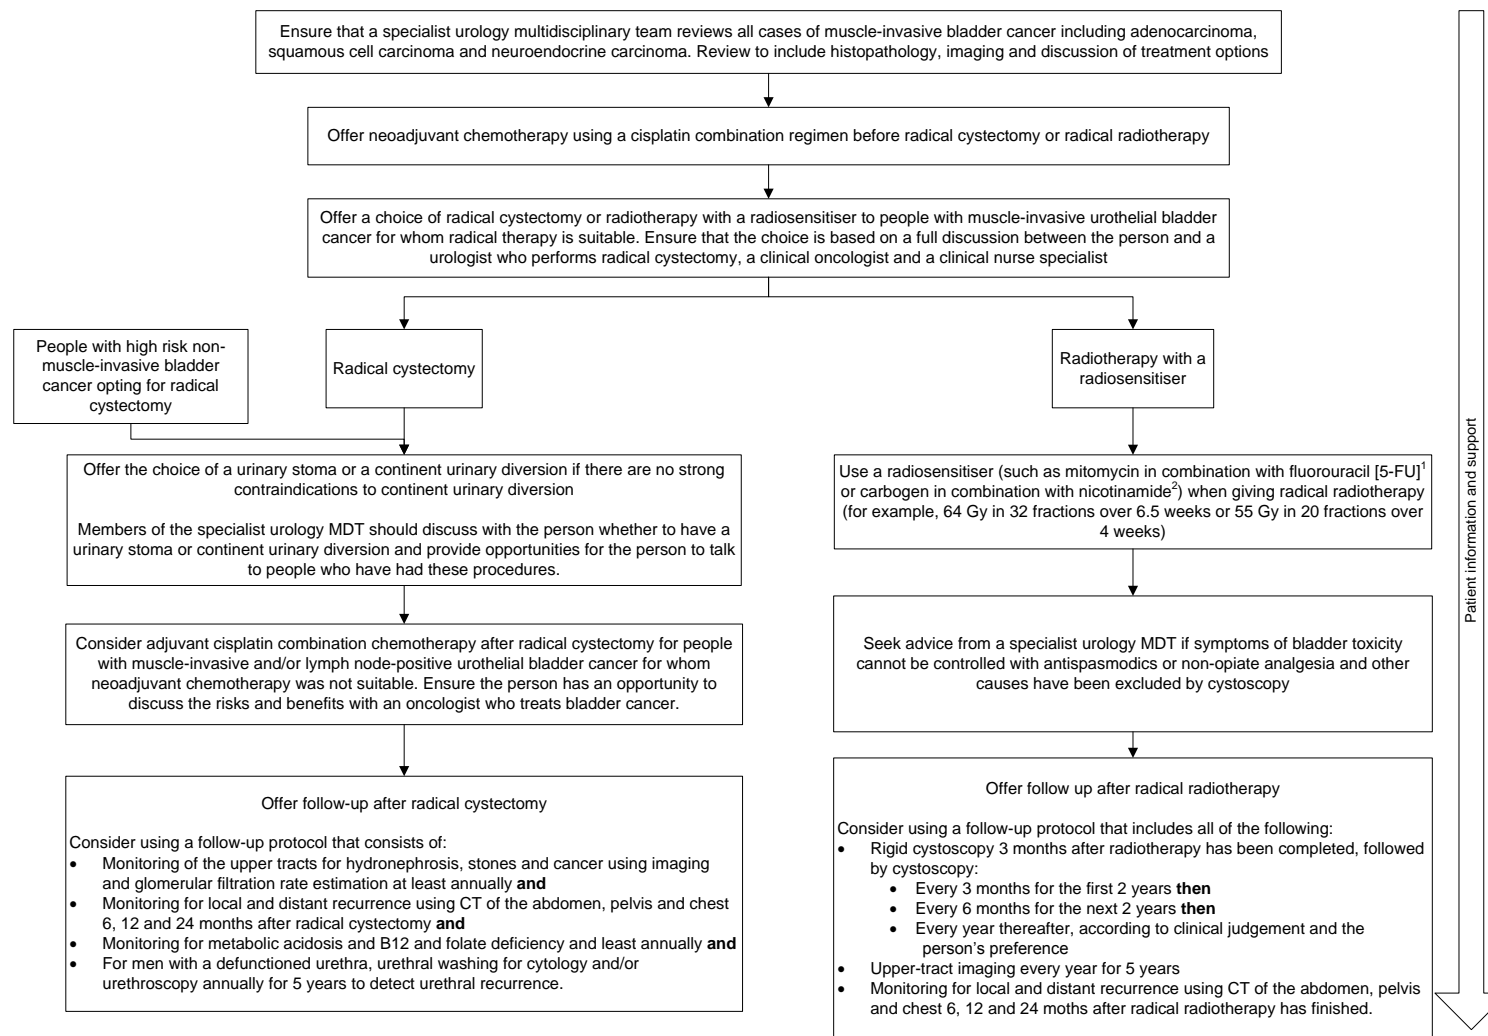 Ensure that a specialist urology multidisciplinary team reviews all cases of muscle-invasive bladder cancer including adenocarcinoma,
squamous cell carcinoma and neuroendocrine carcinoma. Review to include histopathology, imaging and discussion of treatment options
Offer neoadjuvant chemotherapy using a cisplatin combination regimen before radical cystectomy or radical radiotherapy
Offer a choice of radical cystectomy or radiotherapy with a radiosensitiser to people with muscle-invasive urothelial bladder
cancer for whom radical therapy is suitable. Ensure that the choice is based on a full discussion between the person and a
urologist who performs radical cystectomy, a clinical oncologist and a clinical nurse specialist
People with high risk non-
muscle-invasive bladder
cancer opting for radical
cystectomy
Radical cystectomy
Radiotherapy with a
radiosensitiser
Offer the choice of a urinary stoma or a continent urinary diversion if there are no strong
contraindications to continent urinary diversion
Members of the specialist urology MDT should discuss with the person whether to have a
urinary stoma or continent urinary diversion and provide opportunities for the person to talk
to people who have had these procedures.
Consider adjuvant cisplatin combination chemotherapy after radical cystectomy for people
with muscle-invasive and/or lymph node-positive urothelial bladder cancer for whom
neoadjuvant chemotherapy was not suitable. Ensure the person has an opportunity to
discuss the risks and benefits with an oncologist who treats bladder cancer.
Offer follow-up after radical cystectomy
Consider using a follow-up protocol that consists of:
• Monitoring of the upper tracts for hydronephrosis, stones and cancer using imaging
and glomerular filtration rate estimation at least annually and
• Monitoring for local and distant recurrence using CT of the abdomen, pelvis and chest
6, 12 and 24 months after radical cystectomy and
• Monitoring for metabolic acidosis and B12 and folate deficiency and least annually and
• For men with a defunctioned urethra, urethral washing for cytology and/or
urethroscopy annually for 5 years to detect urethral recurrence.
Use a radiosensitiser (such as mitomycin in combination with fluorouracil [5-FU]¹
or carbogen in combination with nicotinamide²) when giving radical radiotherapy
(for example, 64 Gy in 32 fractions over 6.5 weeks or 55 Gy in 20 fractions over
4 weeks)
Seek advice from a specialist urology MDT if symptoms of bladder toxicity
cannot be controlled with antispasmodics or non-opiate analgesia and other
causes have been excluded by cystoscopy
Offer follow up after radical radiotherapy
Consider using a follow-up protocol that includes all of the following:
• Rigid cystoscopy 3 months after radiotherapy has been completed, followed
by cystoscopy:
• Every 3 months for the first 2 years then
• Every 6 months for the next 2 years then
• Every year thereafter, according to clinical judgement and the
person's preference
• Upper-tract imaging every year for 5 years
• Monitoring for local and distant recurrence using CT of the abdomen, pelvis
and chest 6, 12 and 24 moths after radical radiotherapy has finished.
Patient information and support